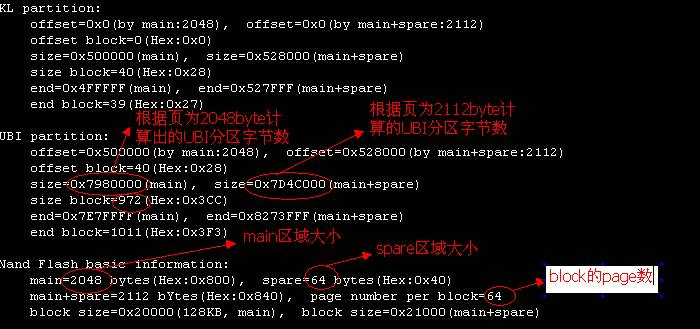 KL partition:
offset=0x0(by main:2048), offset=0x0(by main+spare:2112)
offset block=0(Hex:0x0)
size=0x500000(main), size=0x528000(main+spare)
size block=40(Hex:0x28)
end=0x4FFFFF(main), end=0x527FFF(main+spare)
end block=39(Hex:0x27)
根据页为2048byte计
算出的UBI分区字节数
根据页为2112byte计
算的UBI分区字节数
UBI partition:
offset=0x500000(by main:2048), offset=0x528000(by main+spare:2112)
offset block=40(Hex:0x28)
size=0x7980000(main), size=0x7D4C000(main+spare)
size block=972(Hex:0x3CC)
end=0x7E7FFFF(main), end=0x8273FFF(main+spare)
end block=1011(Hex:0x3F3)
main区域大小
spare区域大小
Nand Flash basic information:
block的page数
main=2048 bytes(Hex:0x800), spare=64 bytes(Hex:0x40)
main+spare=2112 bYtes(Hex:0x840), page number per block=64
block size=0x20000(128KB, main), block size=0x21000(main+spare)